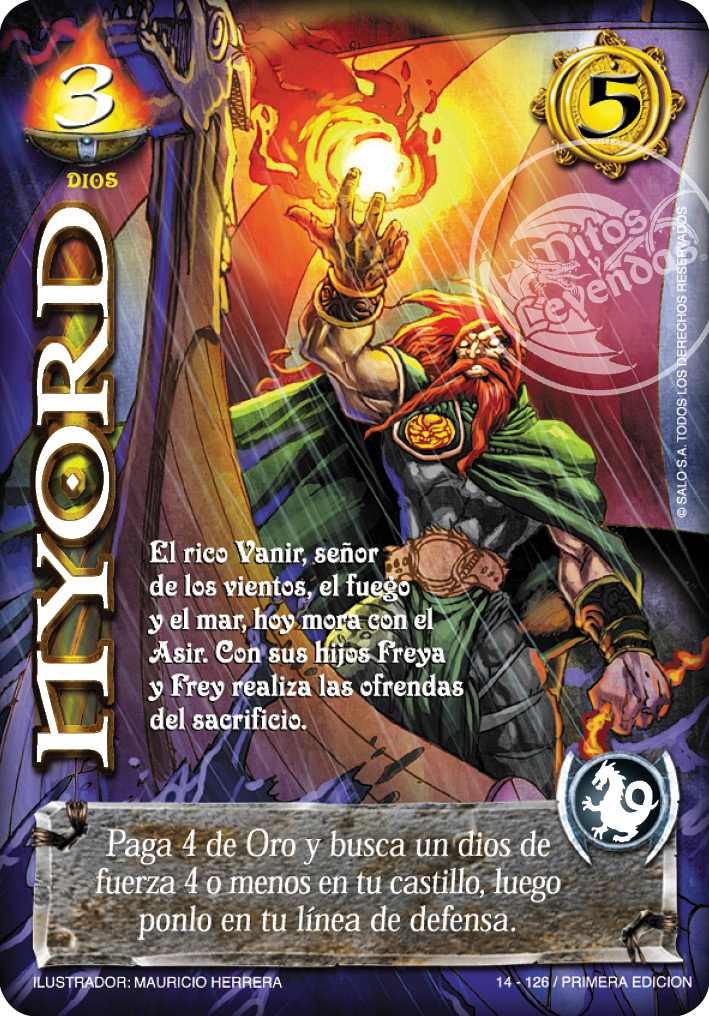 3
DIOS
5
Mitos
y
Leyendas
NYORD
© SALO S.A. TODOS LOS DERECHOS RESERVADOS
El rico Vanir, señor
de los vientos, el fuego
y el mar, hoy mora con el
Asir. Con sus hijos Freya
y Frey realiza las ofrendas
del sacrificio.
Paga 4 de Oro y busca un dios de
fuerza 4 o menos en tu castillo, luego
ponlo en tu línea de defensa.
ILUSTRADOR: MAURICIO HERRERA
14 - 126 / PRIMERA EDICION